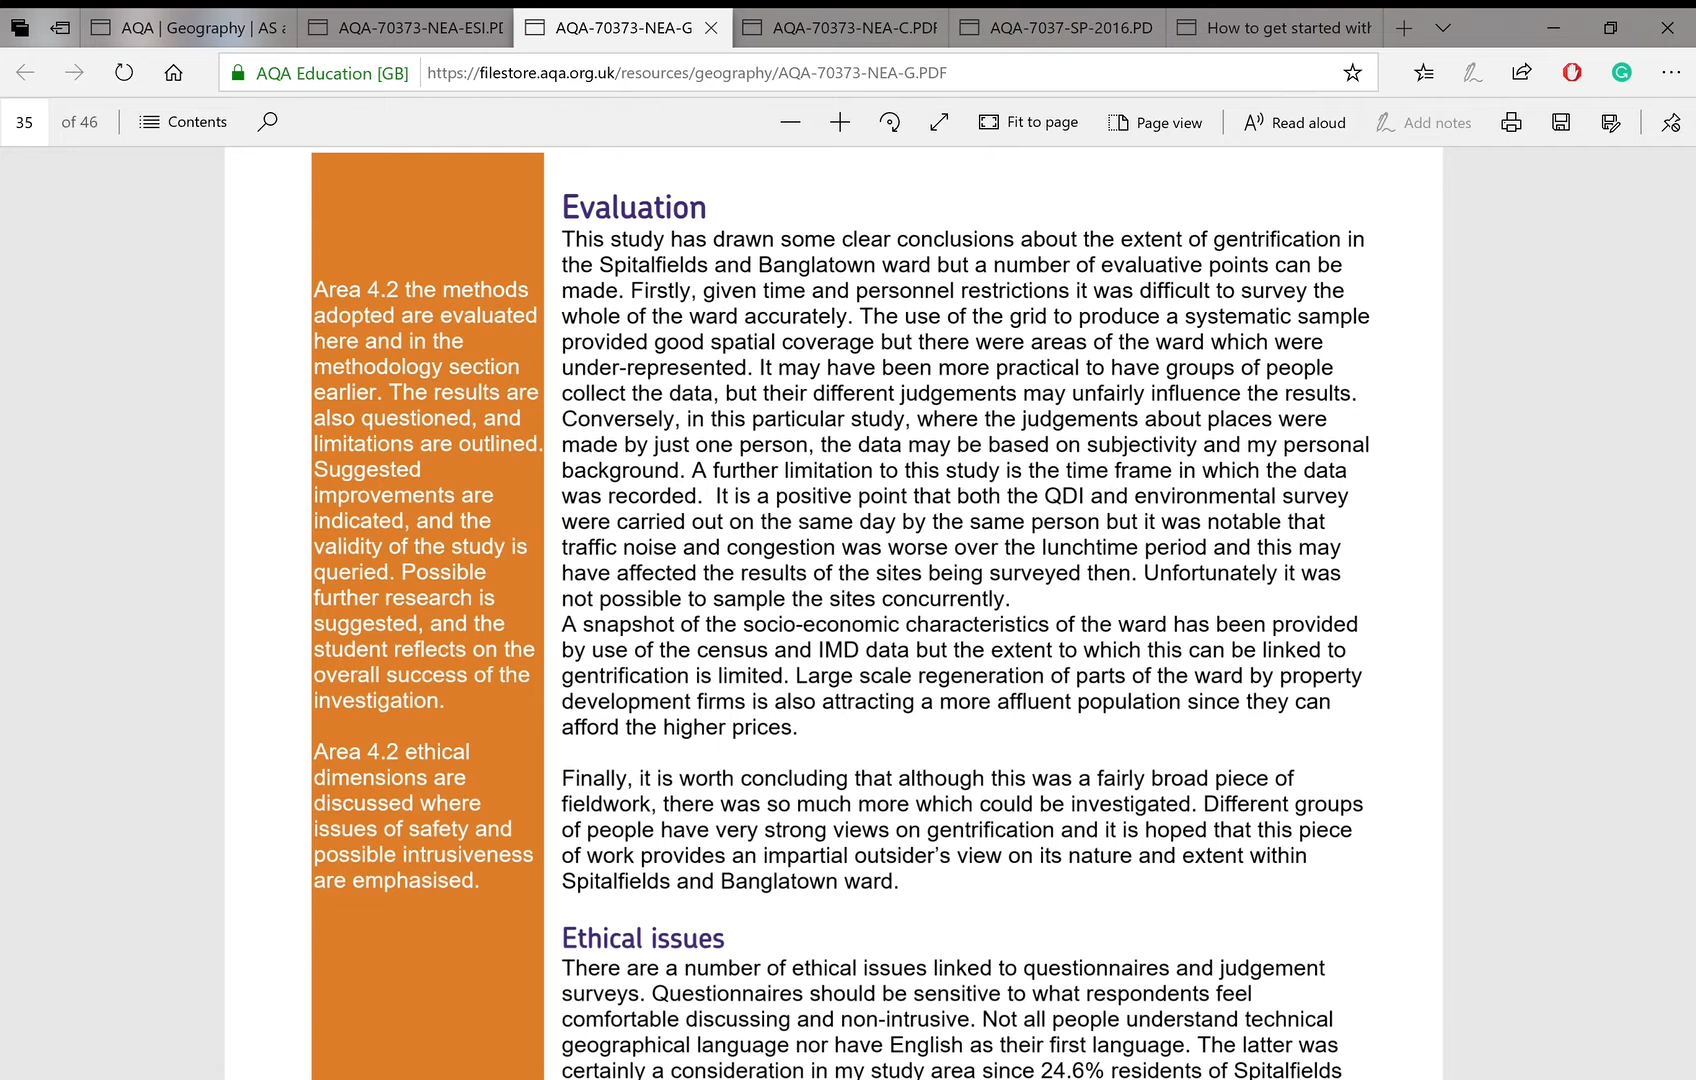 AQA | Geography | AS a
AQA-70373-NEA-ESI.PD
AQA-70373-NEA-G
AQA-70373-NEA-C.PDF
AQA-7037-SP-2016.PD
How to get started with
AQA Education [GB]
https://filestore.aqa.org.uk/resources/geography/AQA-70373-NEA-G.PDF
35 of 46
Contents
Fit to page
Page view
Read aloud
Add notes
Area 4.2 the methods
adopted are evaluated
here and in the
methodology section
earlier. The results are
also questioned, and
limitations are outlined.
Suggested
improvements are
indicated, and the
validity of the study is
queried. Possible
further research is
suggested, and the
student reflects on the
overall success of the
investigation.
Area 4.2 ethical
dimensions are
discussed where
issues of safety and
possible intrusiveness
are emphasised.
Evaluation
This study has drawn some clear conclusions about the extent of gentrification in
the Spitalfields and Banglatown ward but a number of evaluative points can be
made. Firstly, given time and personnel restrictions it was difficult to survey the
whole of the ward accurately. The use of the grid to produce a systematic sample
provided good spatial coverage but there were areas of the ward which were
under-represented. It may have been more practical to have groups of people
collect the data, but their different judgements may unfairly influence the results.
Conversely, in this particular study, where the judgements about places were
made by just one person, the data may be based on subjectivity and my personal
background. A further limitation to this study is the time frame in which the data
was recorded.  It is a positive point that both the QDI and environmental survey
were carried out on the same day by the same person but it was notable that
traffic noise and congestion was worse over the lunchtime period and this may
have affected the results of the sites being surveyed then. Unfortunately it was
not possible to sample the sites concurrently.
A snapshot of the socio-economic characteristics of the ward has been provided
by use of the census and IMD data but the extent to which this can be linked to
gentrification is limited. Large scale regeneration of parts of the ward by property
development firms is also attracting a more affluent population since they can
afford the higher prices.
Finally, it is worth concluding that although this was a fairly broad piece of
fieldwork, there was so much more which could be investigated. Different groups
of people have very strong views on gentrification and it is hoped that this piece
of work provides an impartial outsider’s view on its nature and extent within
Spitalfields and Banglatown ward.
Ethical issues
There are a number of ethical issues linked to questionnaires and judgement
surveys. Questionnaires should be sensitive to what respondents feel
comfortable discussing and non-intrusive. Not all people understand technical
geographical language nor have English as their first language. The latter was
certainly a consideration in my study area since 24.6% residents of Spitalfields